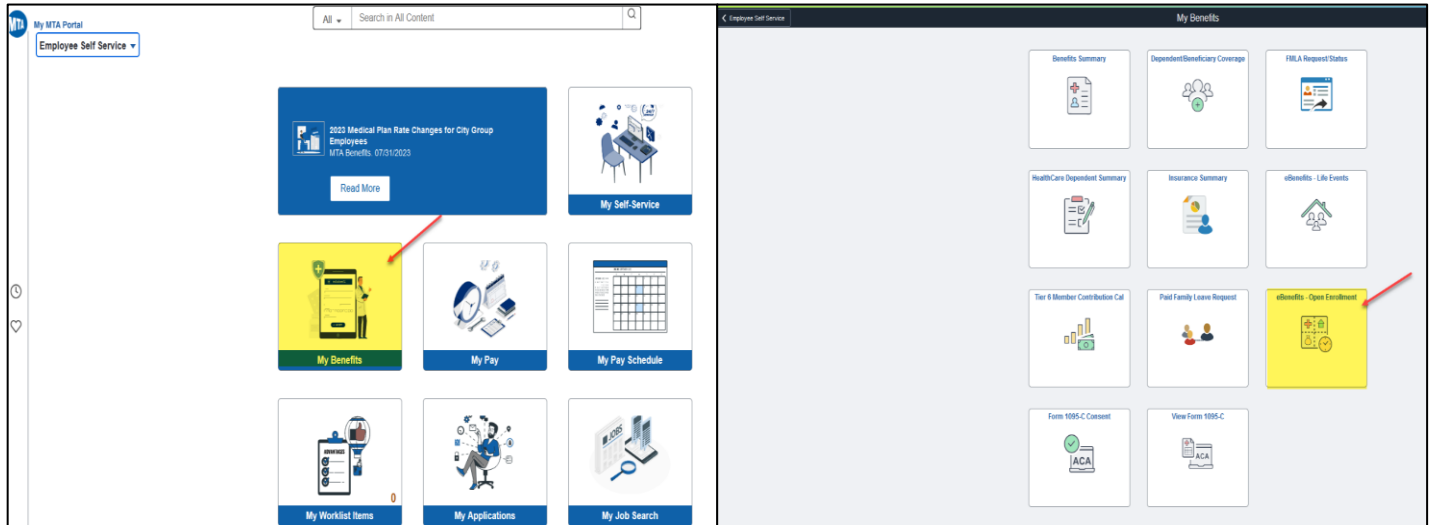 MTA
My MTA Portal
All
Search in All Content
Employee Self Service
2023 Medical Plan Rate Changes for City Group
Employees
MTA Benefits 07/31/2023
Read More
My Self-Service
My Benefits
My Pay
My Pay Schedule
ADVANTAGES
0
JOBS
My Worklist Items
My Applications
My Job Search
Employee Self Service
My Benefits
Benefits Summary
Dependent/Beneficiary Coverage
FMLA Request/Status
HealthCare Dependent Summary
Insurance Summary
eBenefits - Life Events
Tier 6 Member Contribution Cal
Paid Family Leave Request
eBenefits - Open Enrollment
Form 1095-C Consent
View Form 1095-C
ACA
ACA